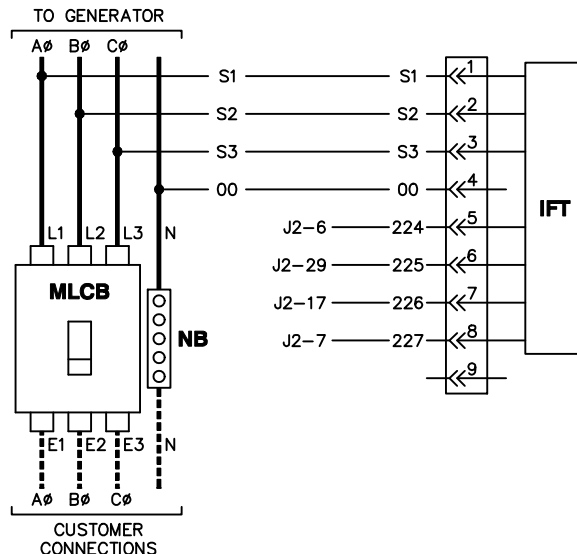 TO GENERATOR
AØ BØ CØ
S1 S1 1
S2 S2 2
S3 S3 3
00 00 4
IFT
L1 L2 L3 N
J2-6 224 5
J2-29 225 6
MLCB
J2-17 226 7
NB
J2-7 227 8
9
E1 E2 E3 N
AØ BØ CØ
CUSTOMER
CONNECTIONS